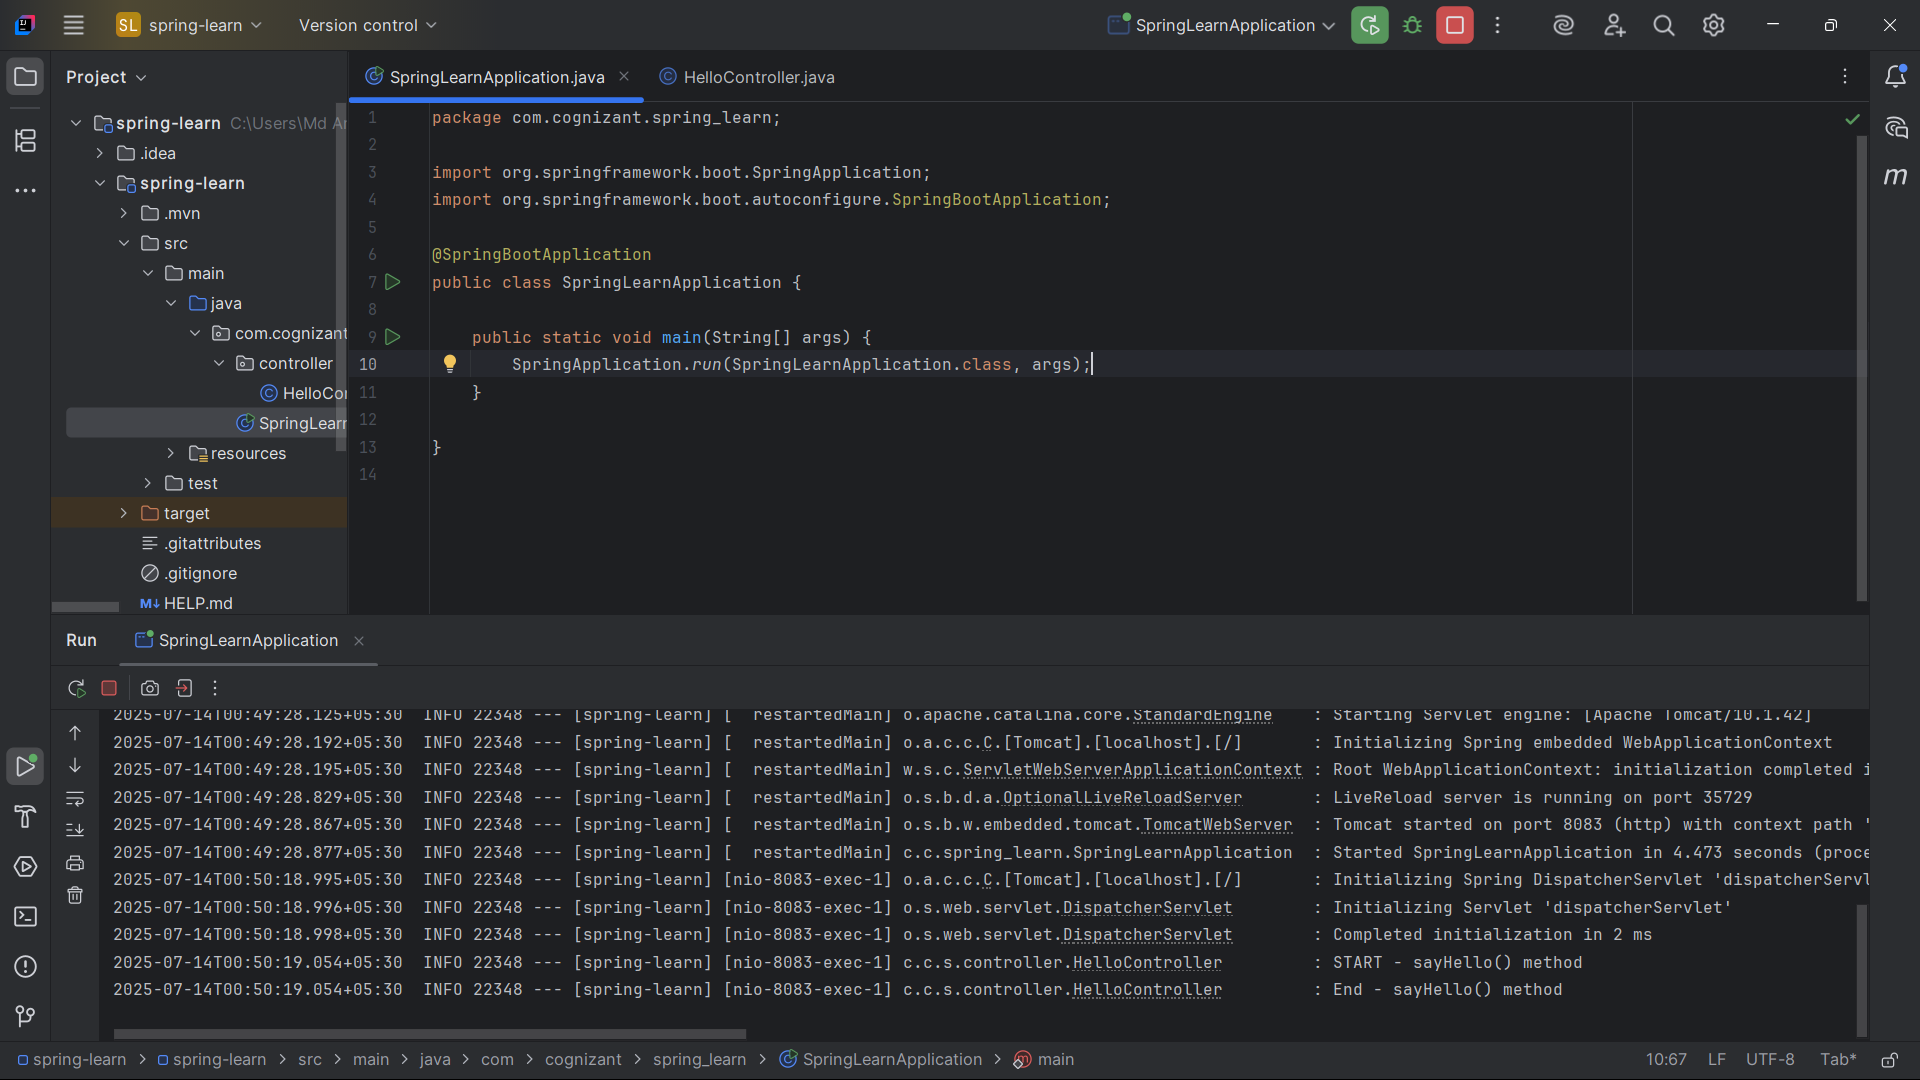 SL spring-learn Version control SpringLearnApplication
Project
SpringLearnApplication.java HelloController.java
spring-learn C:\Users\Md
.idea
spring-learn
.mvn
src
main
java
com.cognizant
controller
HelloCo
SpringLear
resources
test
target
.gitattributes
.gitignore
M↓ HELP.md
1 package com.cognizant.spring_learn;
2
3 import org.springframework.boot.SpringApplication;
4 import org.springframework.boot.autoconfigure.SpringBootApplication;
5
6 @SpringBootApplication
7 public class SpringLearnApplication {
8
9 public static void main(String[] args) {
10 SpringApplication.run(SpringLearnApplication.class, args);
11 }
12
13 }
14
Run SpringLearnApplication
2025-07-14T00:49:28.125+05:30 INFO 22348 --- [spring-learn] [ restartedMain] o.apache.catalina.core.StandardEngine : Starting Servlet engine: [Apache Tomcat/10.1.42]
2025-07-14T00:49:28.192+05:30 INFO 22348 --- [spring-learn] [ restartedMain] o.a.c.c.C.[Tomcat].[localhost].[/] : Initializing Spring embedded WebApplicationContext
2025-07-14T00:49:28.195+05:30 INFO 22348 --- [spring-learn] [ restartedMain] w.s.c.ServletWebServerApplicationContext : Root WebApplicationContext: initialization completed i
2025-07-14T00:49:28.829+05:30 INFO 22348 --- [spring-learn] [ restartedMain] o.s.b.d.a.OptionalLiveReloadServer : LiveReload server is running on port 35729
2025-07-14T00:49:28.867+05:30 INFO 22348 --- [spring-learn] [ restartedMain] o.s.b.w.embedded.tomcat.TomcatWebServer : Tomcat started on port 8083 (http) with context path '
2025-07-14T00:49:28.877+05:30 INFO 22348 --- [spring-learn] [ restartedMain] c.c.spring_learn.SpringLearnApplication : Started SpringLearnApplication in 4.473 seconds (proce
2025-07-14T00:50:18.995+05:30 INFO 22348 --- [spring-learn] [nio-8083-exec-1] o.a.c.c.C.[Tomcat].[localhost].[/] : Initializing Spring DispatcherServlet 'dispatcherServl
2025-07-14T00:50:18.996+05:30 INFO 22348 --- [spring-learn] [nio-8083-exec-1] o.s.web.servlet.DispatcherServlet : Initializing Servlet 'dispatcherServlet'
2025-07-14T00:50:18.998+05:30 INFO 22348 --- [spring-learn] [nio-8083-exec-1] o.s.web.servlet.DispatcherServlet : Completed initialization in 2 ms
2025-07-14T00:50:19.054+05:30 INFO 22348 --- [spring-learn] [nio-8083-exec-1] c.c.s.controller.HelloController : START - sayHello() method
2025-07-14T00:50:19.054+05:30 INFO 22348 --- [spring-learn] [nio-8083-exec-1] c.c.s.controller.HelloController : End - sayHello() method
spring-learn > spring-learn > src > main > java > com > cognizant > spring_learn > SpringLearnApplication > main 10:67 LF UTF-8 Tab*